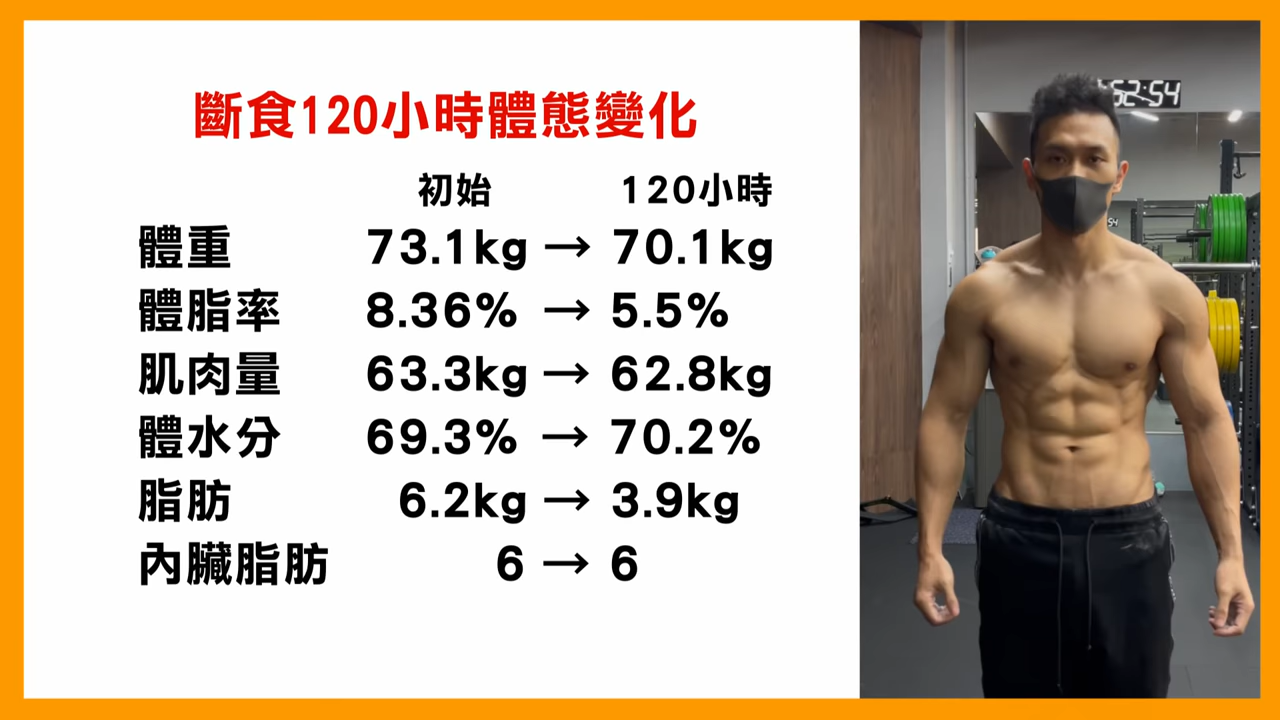 斷食120小時體態變化
初始 120小時
體重 73.1kg → 70.1kg
體脂率 8.36% → 5.5%
肌肉量 63.3kg → 62.8kg
體水分 69.3% → 70.2%
脂肪 6.2kg → 3.9kg
內臟脂肪 6 → 6
52:54
54